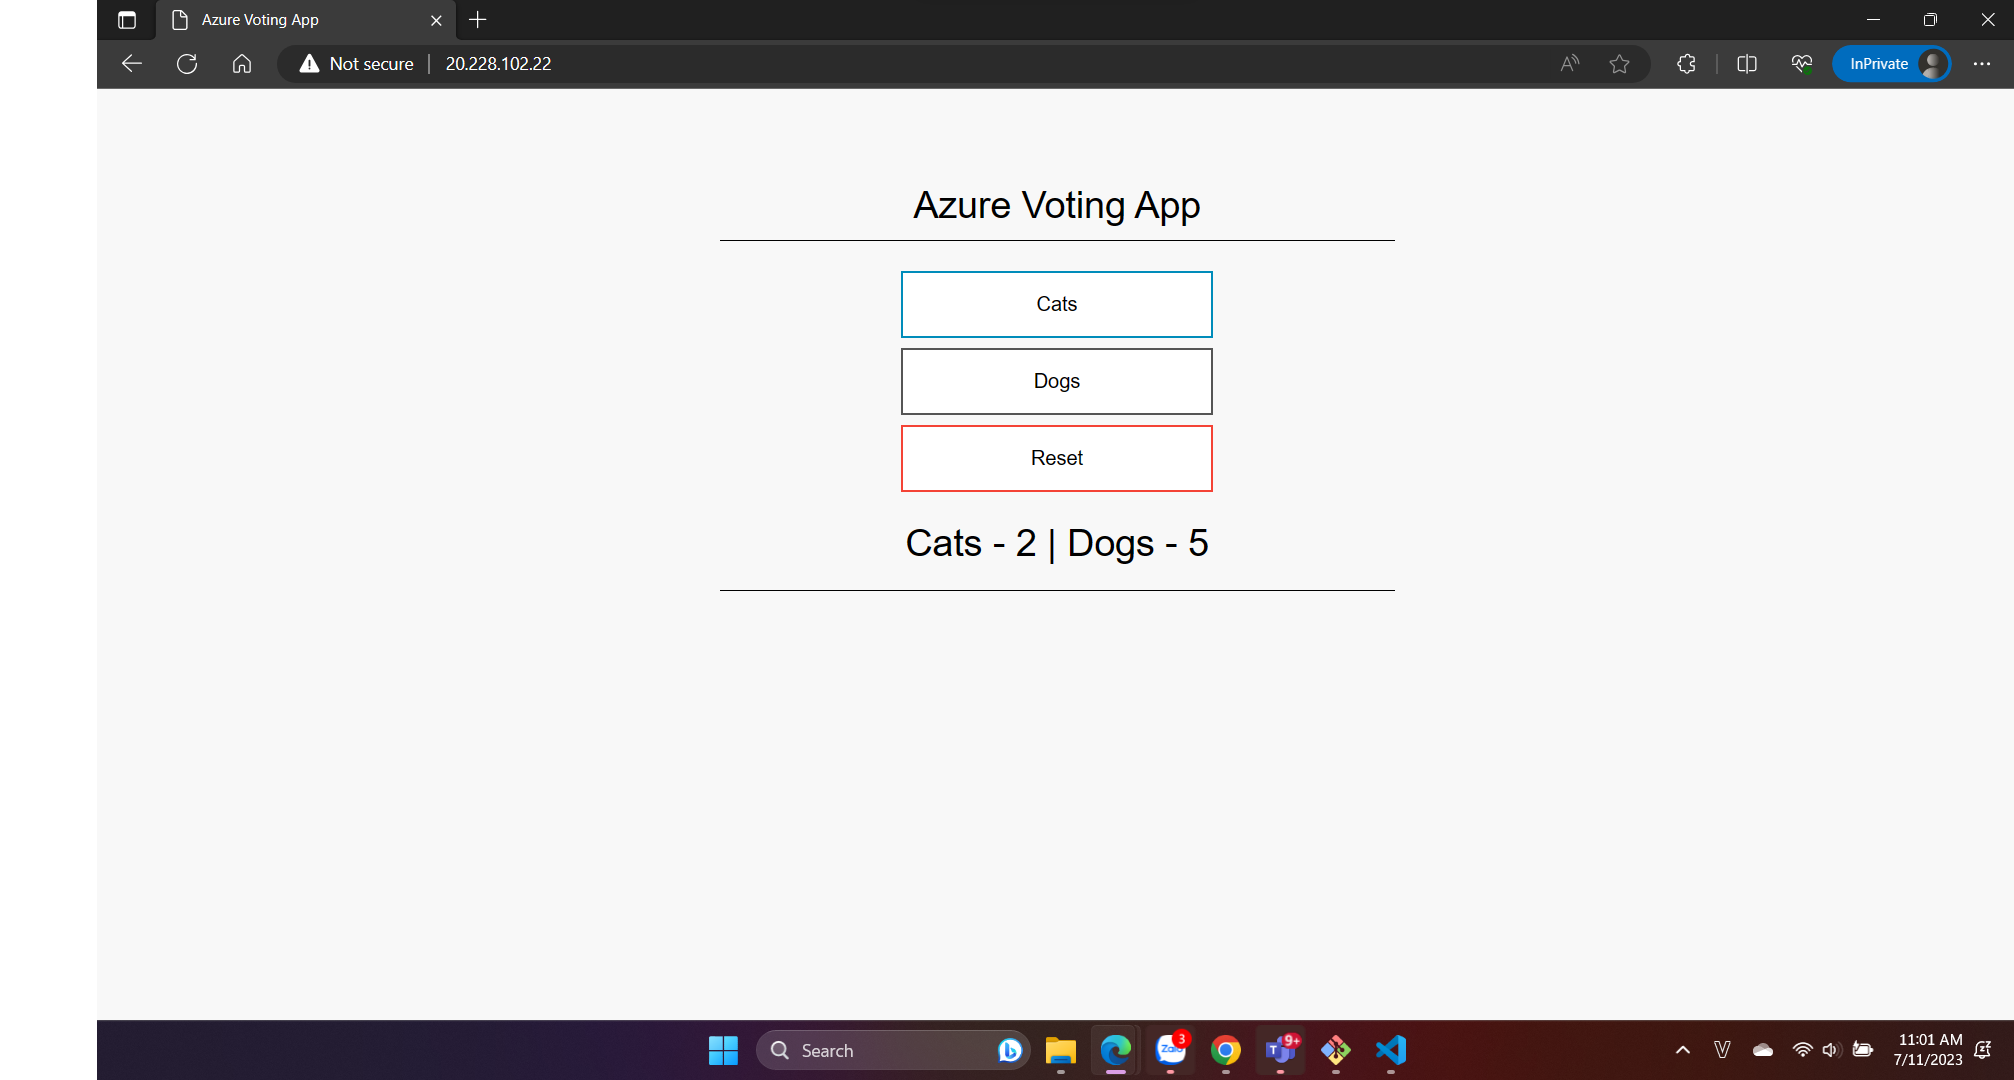 Azure Voting App
Not secure | 20.228.102.22
InPrivate
Azure Voting App
Cats
Dogs
Reset
Cats - 2 | Dogs - 5
Search
Zalo
3
T
9+
11:01 AM
7/11/2023